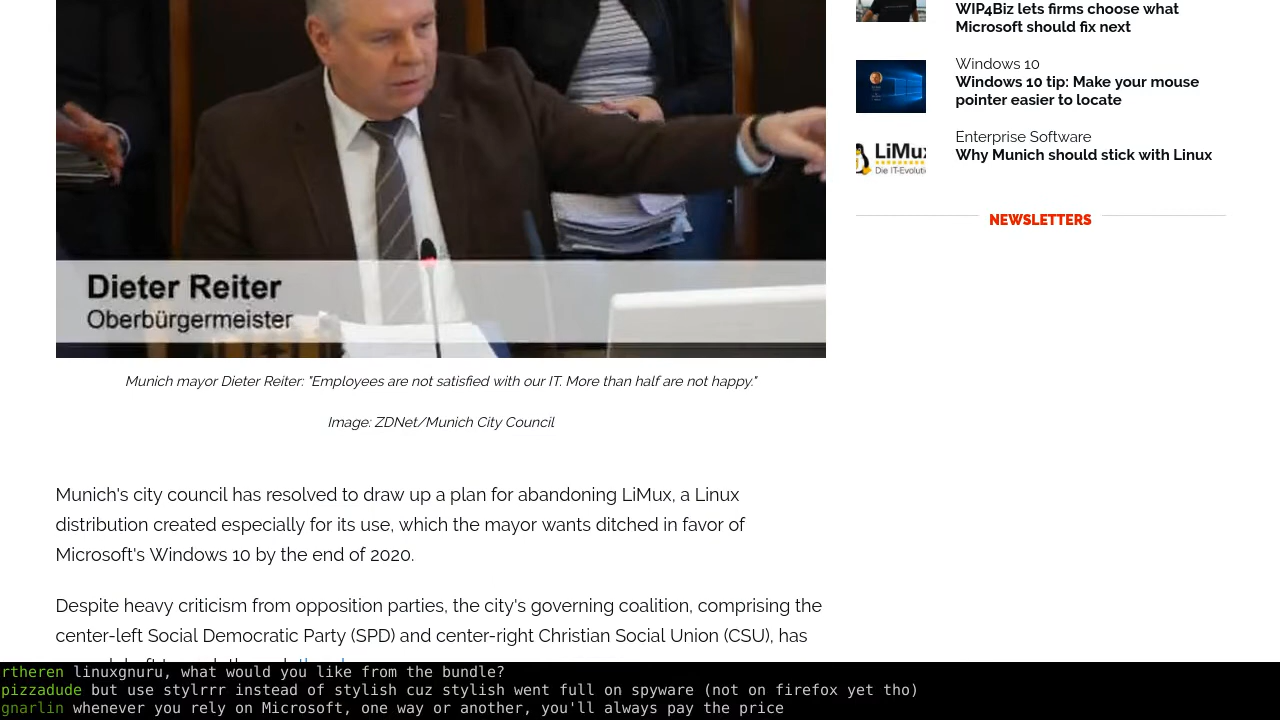 WIP4Biz lets firms choose what
Microsoft should fix next
Windows 10
Windows 10 tip: Make your mouse
pointer easier to locate
LiMux
Die IT-Evoluti
Enterprise Software
Why Munich should stick with Linux
NEWSLETTERS
Dieter Reiter
Oberbürgermeister
Munich mayor Dieter Reiter: "Employees are not satisfied with our IT. More than half are not happy."
Image: ZDNet/Munich City Council
Munich's city council has resolved to draw up a plan for abandoning LiMux, a Linux
distribution created especially for its use, which the mayor wants ditched in favor of
Microsoft's Windows 10 by the end of 2020.
Despite heavy criticism from opposition parties, the city's governing coalition, comprising the
center-left Social Democratic Party (SPD) and center-right Christian Social Union (CSU), has
rtheren linuxgnuru, what would you like from the bundle?
pizzadude but use stylrrr instead of stylish cuz stylish went full on spyware (not on firefox yet tho)
gnarlin whenever you rely on Microsoft, one way or another, you'll always pay the price